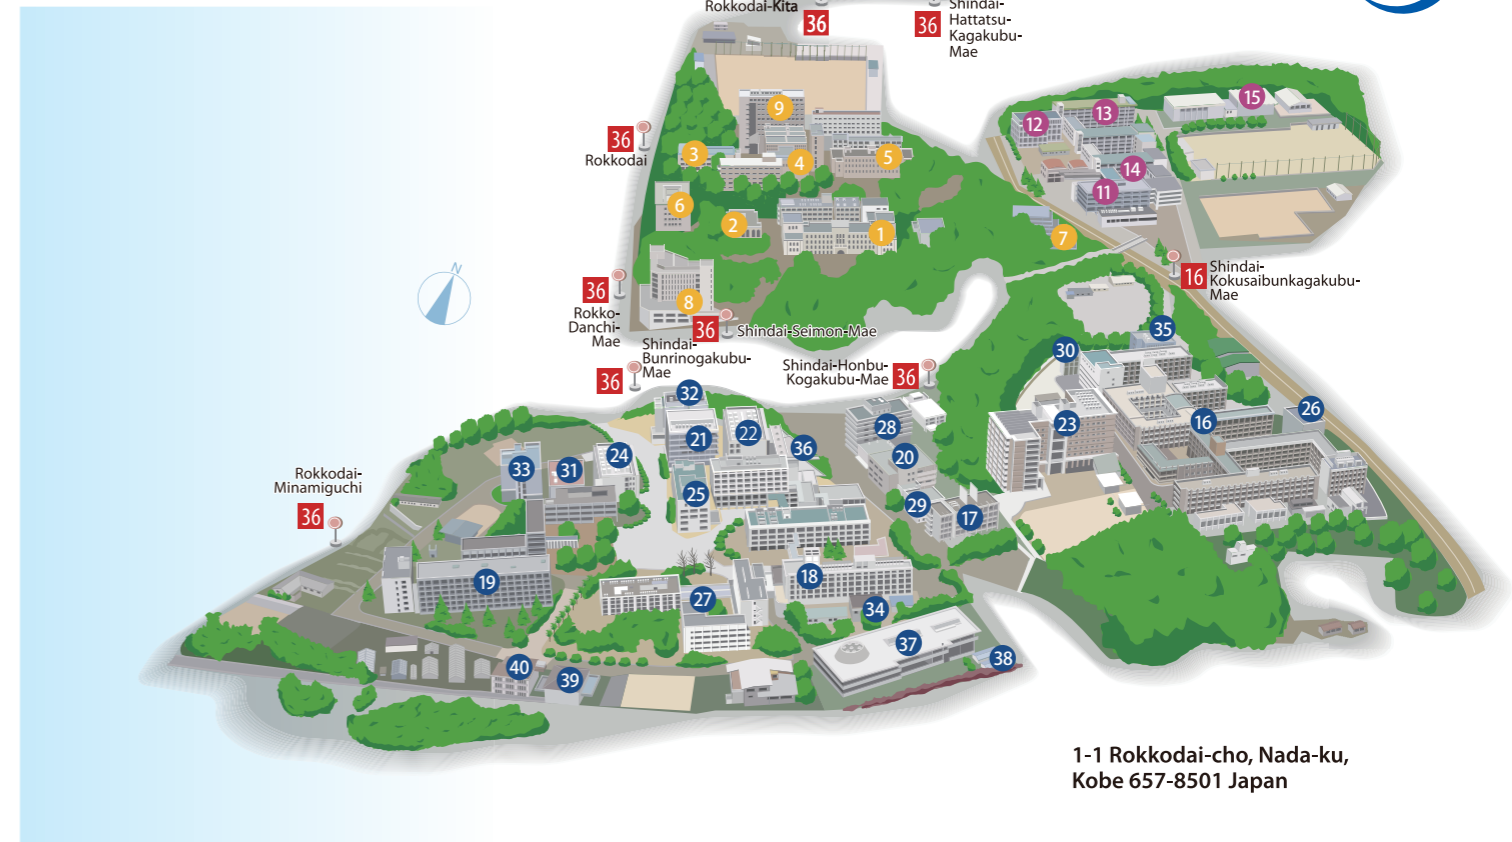 Rokkodai-Kita
36
Shindai-
Hattatsu-
Kagakubu-
Mae
36
9
15
13
12
36
Rokkodai
3
4
5
14
11
6
2
1
7
36
Rokko-
Danchi-
Mae
8
36
Shindai-Seimon-Mae
16
Shindai-
Kokusaibunkagakubu-
Mae
Shindai-
Bunrinogakubu-
Mae
36
Shindai-Honbu-
Kogakubu-Mae
36
35
30
32
26
23
16
28
22
21
36
24
20
33
31
25
29
17
Rokkodai-
Minamiguchi
36
N
19
18
27
34
37
38
40
39
1-1 Rokkodai-cho, Nada-ku,
Kobe 657-8501 Japan